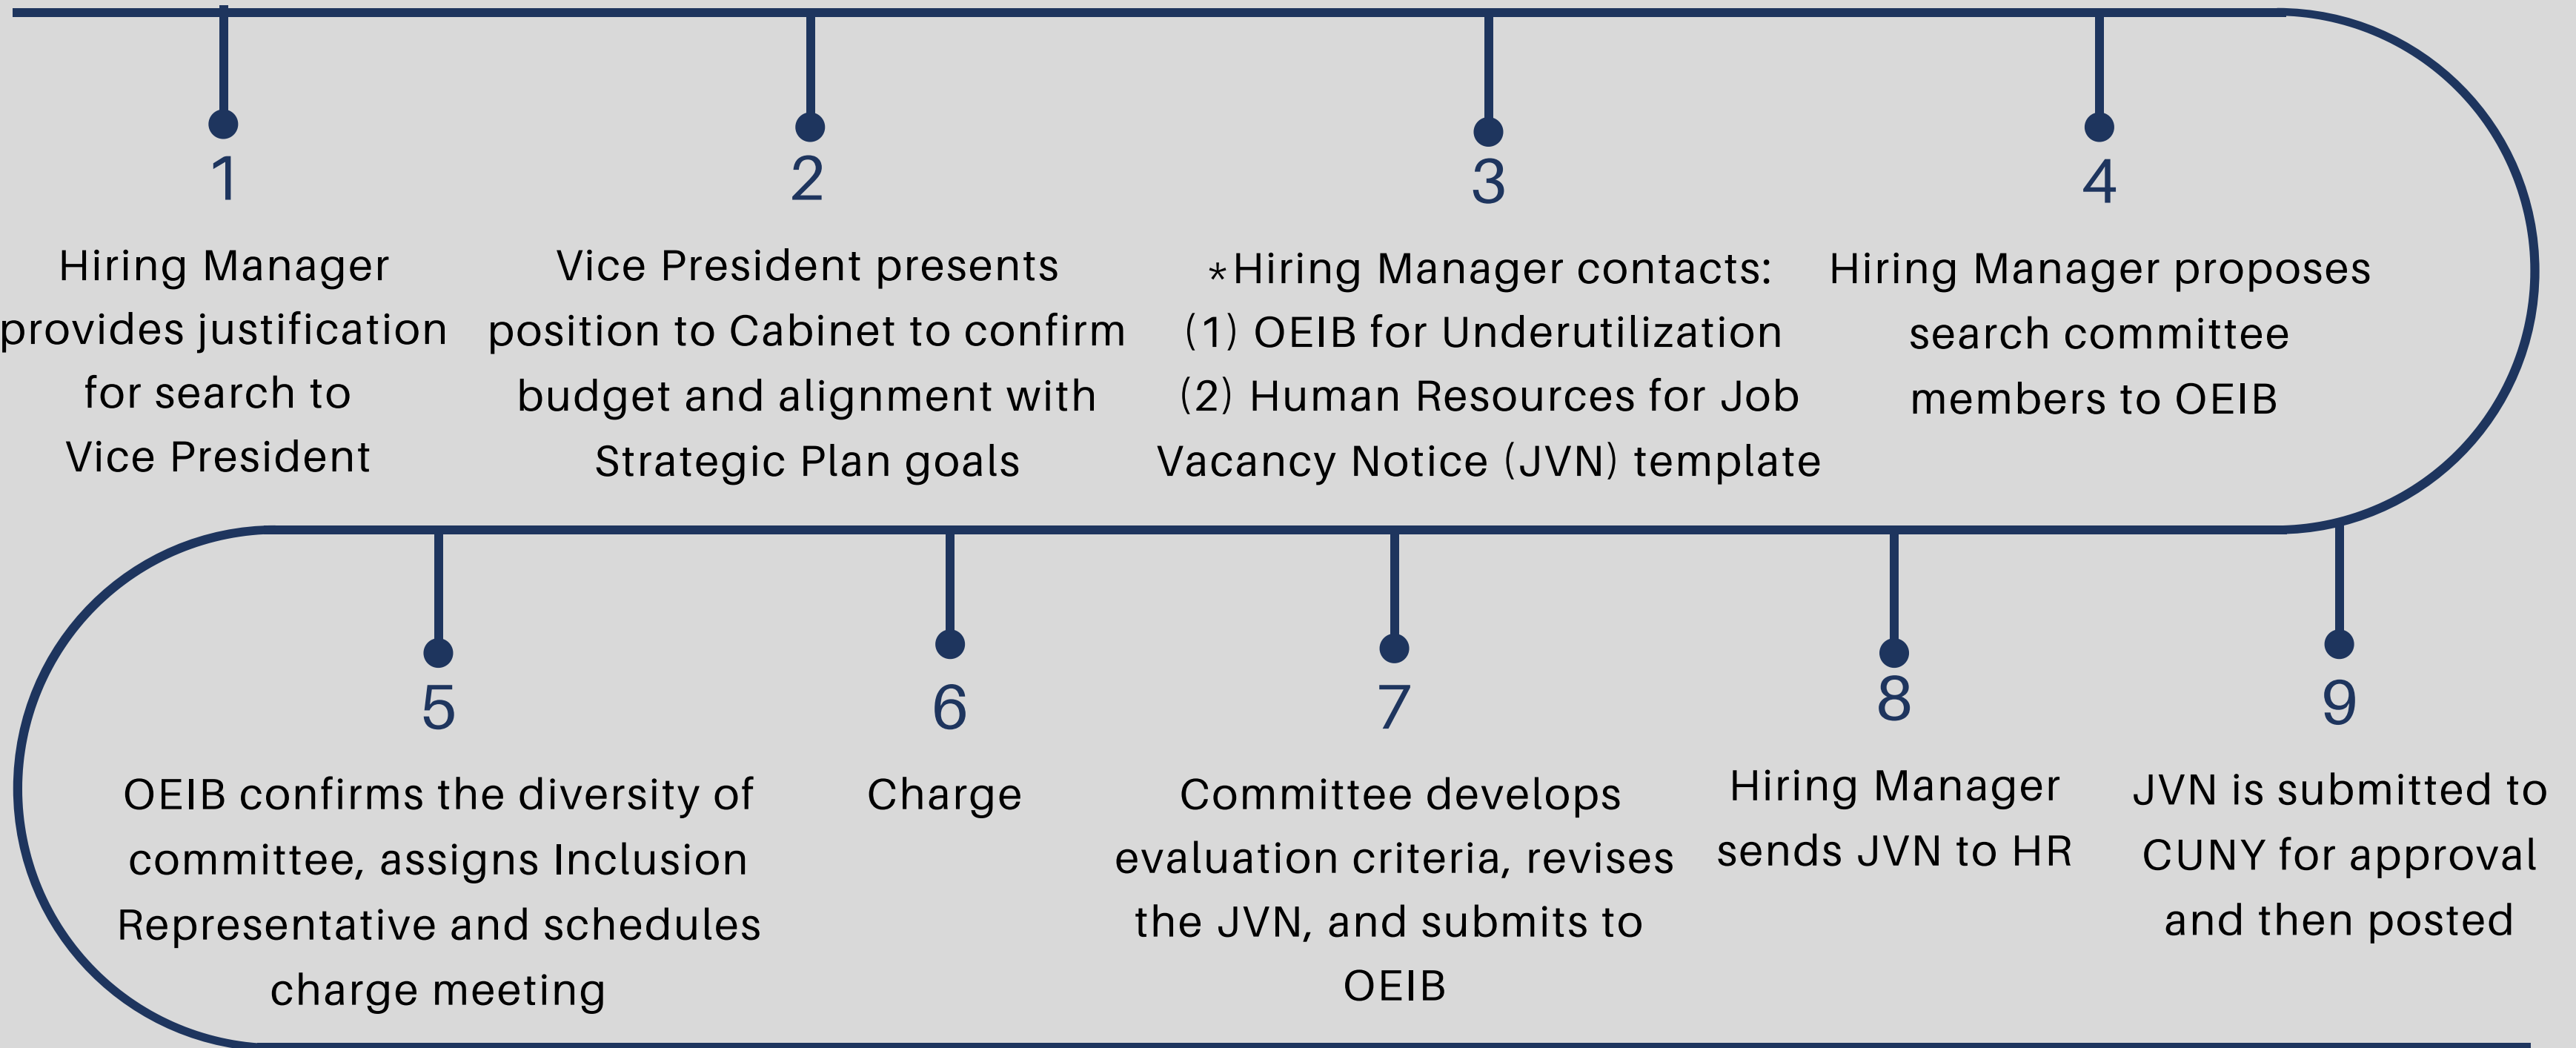 1
Hiring Manager
provides justification
for search to
Vice President
2
Vice President presents
position to Cabinet to confirm
budget and alignment with
Strategic Plan goals
3
*Hiring Manager contacts:
(1) OEIB for Underutilization
(2) Human Resources for Job
Vacancy Notice (JVN) template
4
Hiring Manager proposes
search committee
members to OEIB
5
OEIB confirms the diversity of
committee, assigns Inclusion
Representative and schedules
charge meeting
6
Charge
7
Committee develops
evaluation criteria, revises
the JVN, and submits to
OEIB
8
Hiring Manager
sends JVN to HR
9
JVN is submitted to
CUNY for approval
and then posted